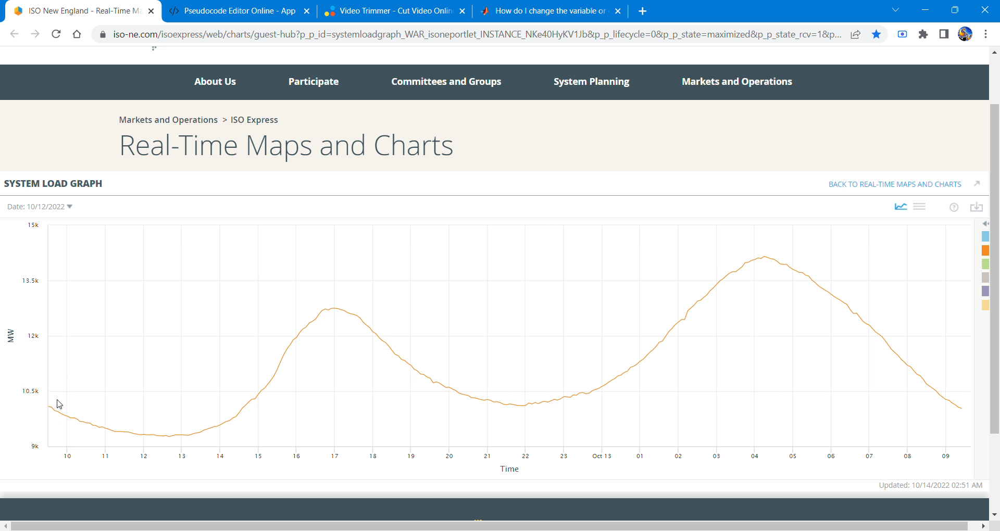 ISO New England - Real-Time Ma
Pseudocode Editor Online - App
Video Trimmer - Cut Video Onlin
How do I change the variable or
iso-ne.com/isoexpress/web/charts/guest-hub?p_p_id=systemloadgraph_WAR_isoneportlet_INSTANCE_NKe40HyKV1Jb&p_p_lifecycle=0&p_p_state=maximized&p_p_state_rcv=1&p...
About Us
Participate
Committees and Groups
System Planning
Markets and Operations
Markets and Operations > ISO Express
Real-Time Maps and Charts
SYSTEM LOAD GRAPH
BACK TO REAL-TIME MAPS AND CHARTS
Date: 10/12/2022
15k
13.5k
12k
10.5k
9k
MW
10 11 12 13 14 15 16 17 18 19 20 21 22 23 Oct 13 01 02 03 04 05 06 07 08 09
Time
Updated: 10/14/2022 02:51 AM